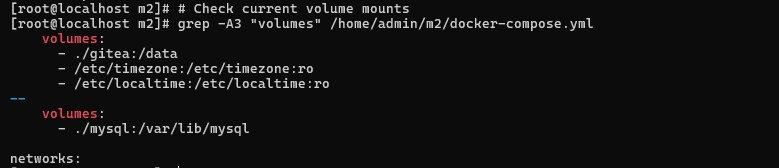 [root@localhost m2]# # Check current volume mounts
[root@localhost m2]# grep -A3 "volumes" /home/admin/m2/docker-compose.yml
    volumes:
      - ./gitea:/data
      - /etc/timezone:/etc/timezone:ro
      - /etc/localtime:/etc/localtime:ro
--
    volumes:
      - ./mysql:/var/lib/mysql

networks: